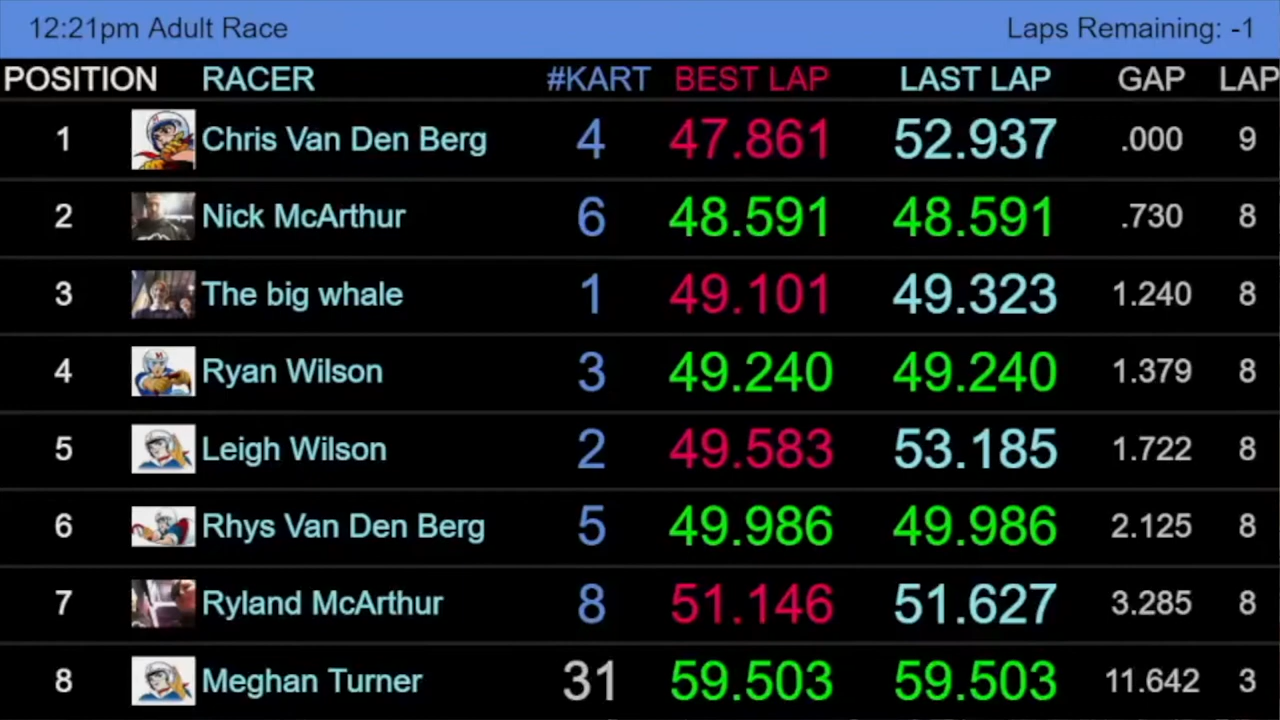 12:21pm Adult Race Laps Remaining: -1
POSITION RACER #KART BEST LAP LAST LAP GAP LAP
1 Chris Van Den Berg 4 47.861 52.937 .000 9
2 Nick McArthur 6 48.591 48.591 .730 8
3 The big whale 1 49.101 49.323 1.240 8
4 Ryan Wilson 3 49.240 49.240 1.379 8
5 Leigh Wilson 2 49.583 53.185 1.722 8
6 Rhys Van Den Berg 5 49.986 49.986 2.125 8
7 Ryland McArthur 8 51.146 51.627 3.285 8
8 Meghan Turner 31 59.503 59.503 11.642 3